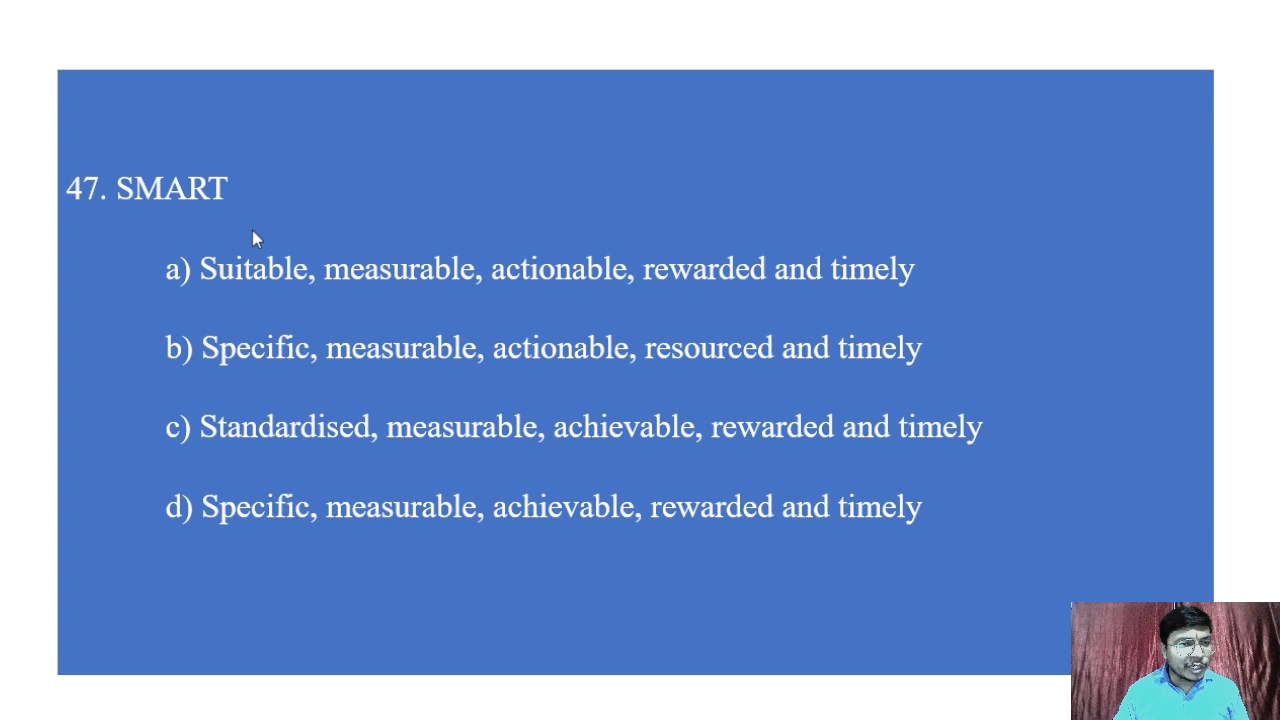 47. SMART
a) Suitable, measurable, actionable, rewarded and timely
b) Specific, measurable, actionable, resourced and timely
c) Standardised, measurable, achievable, rewarded and timely
d) Specific, measurable, achievable, rewarded and timely